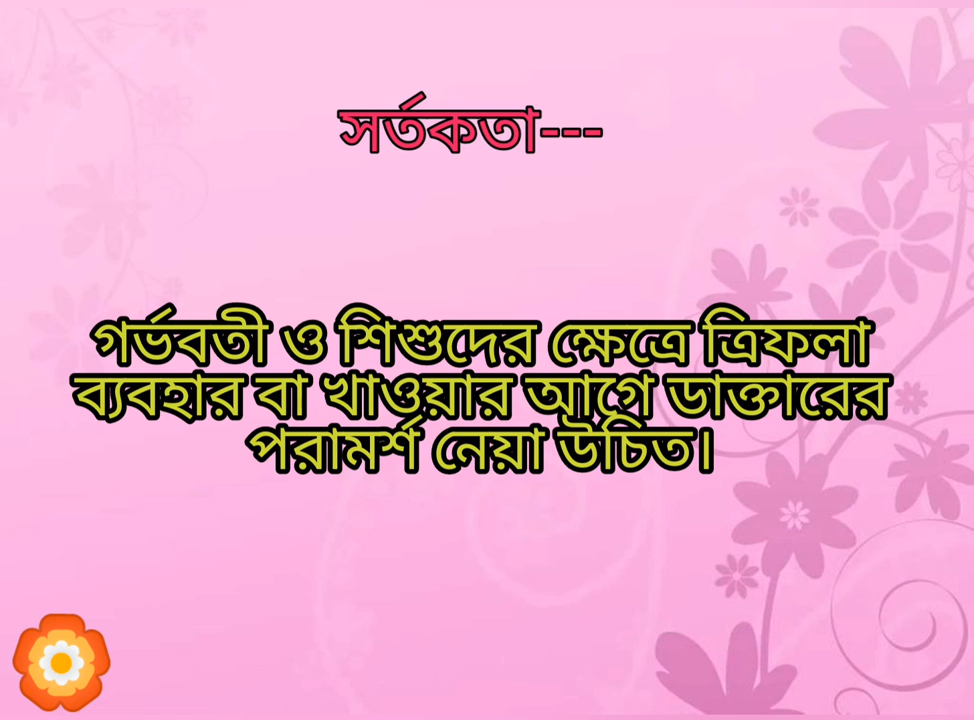 সর্তকতা---
গর্ভবতী ও শিশুদের ক্ষেত্রে ত্রিফলা
ব্যবহার বা খাওয়ার আগে ডাক্তারের
পরামর্শ নেয়া উচিত।